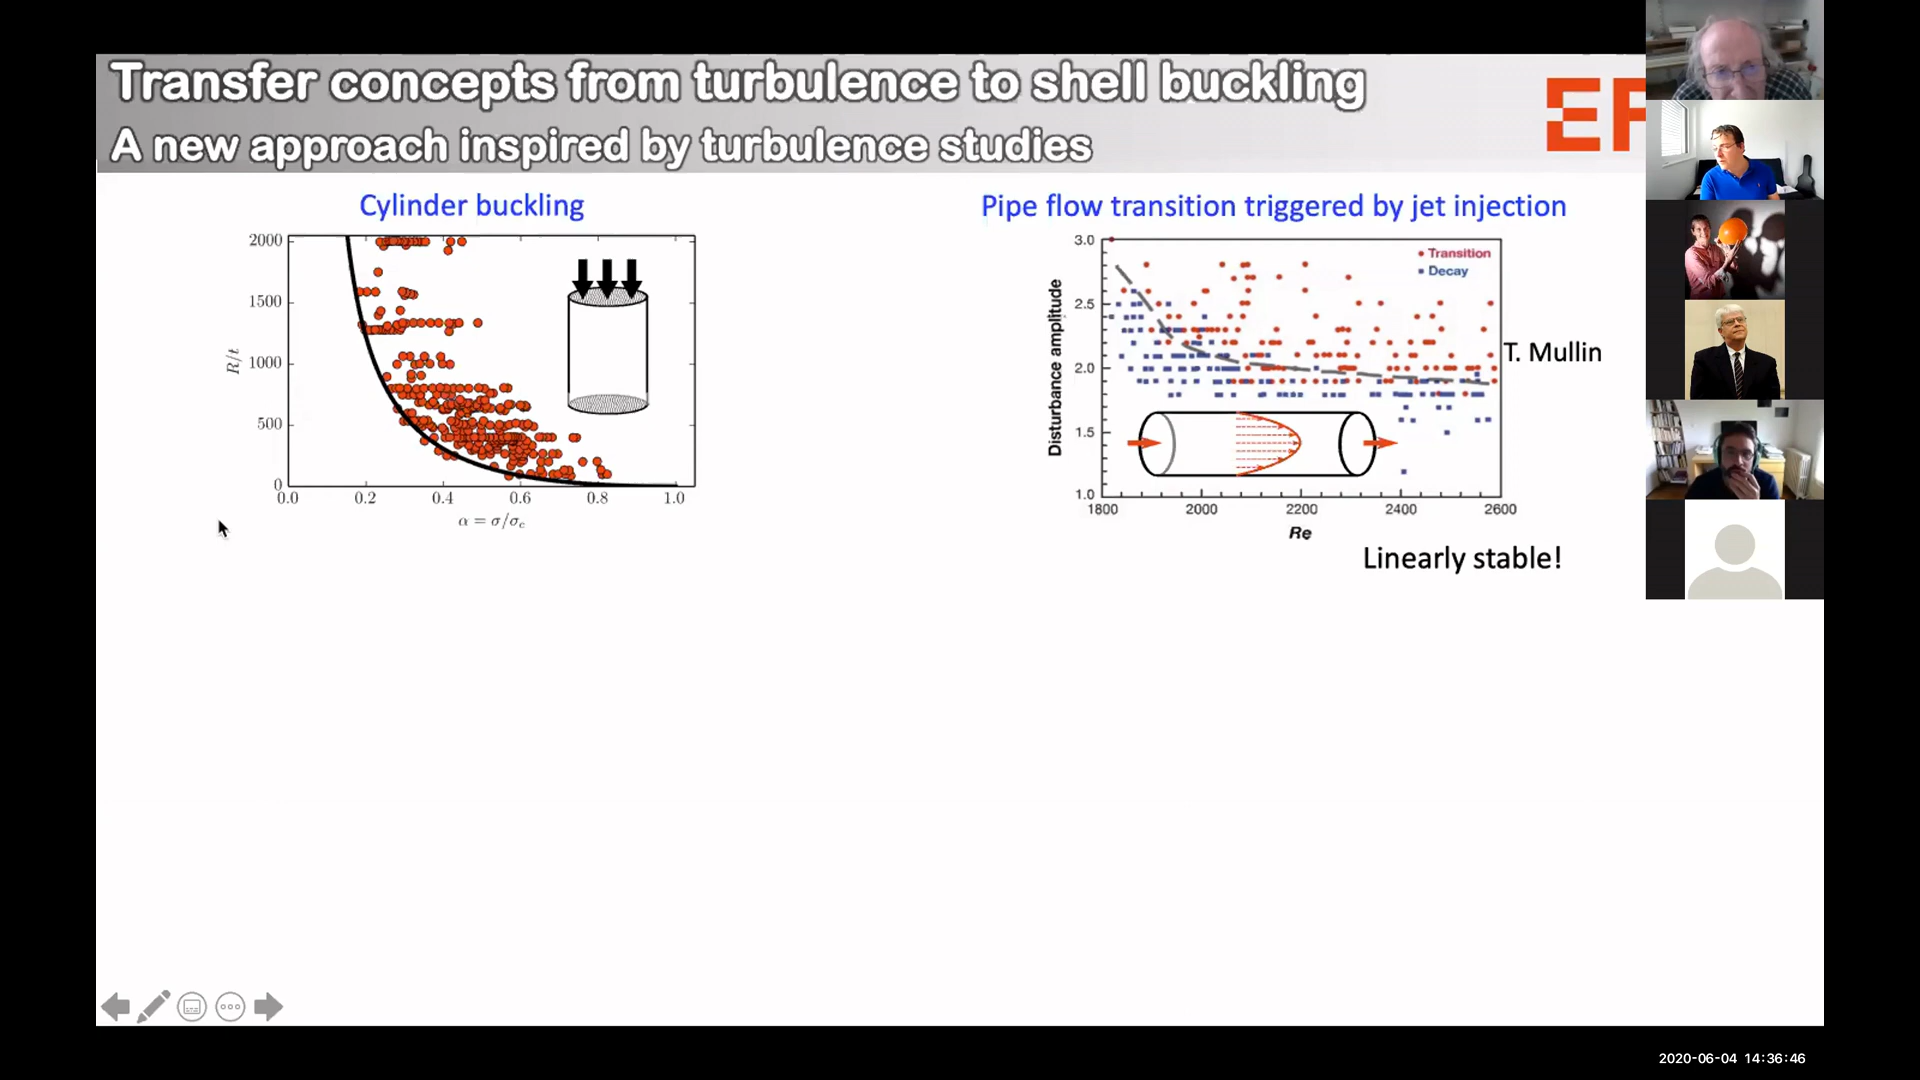 Transfer concepts from turbulence to shell buckling
A new approach inspired by turbulence studies
EP
Cylinder buckling
2000
1500
1000
500
0
R/t
0.0 0.2 0.4 0.6 0.8 1.0
α = σ/σc
Pipe flow transition triggered by jet injection
3.0
2.5
2.0
1.5
1.0
Disturbance amplitude
Transition
Decay
T. Mullin
1800 2000 2200 2400 2600
Re
Linearly stable!
2020-06-04 14:36:46